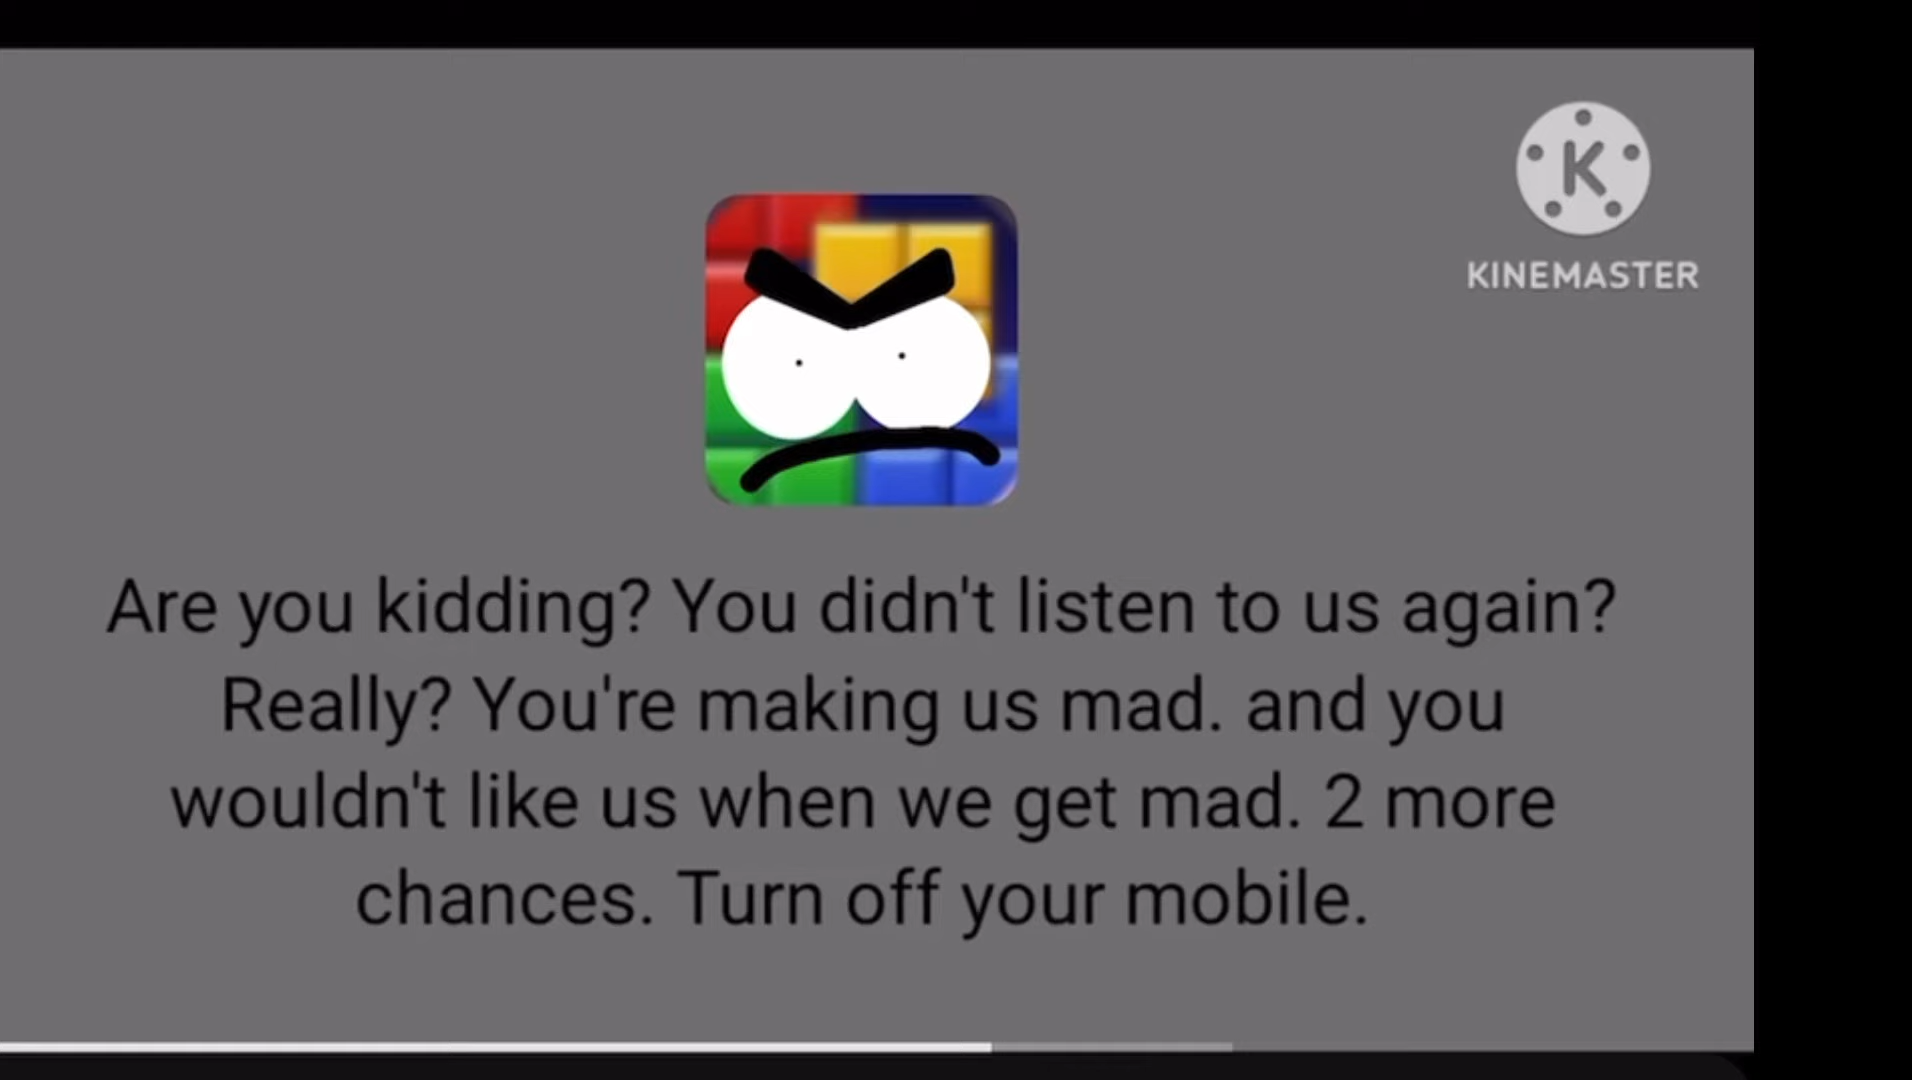 K
KINEMASTER
Are you kidding? You didn't listen to us again?
Really? You're making us mad. and you
wouldn't like us when we get mad. 2 more
chances. Turn off your mobile.